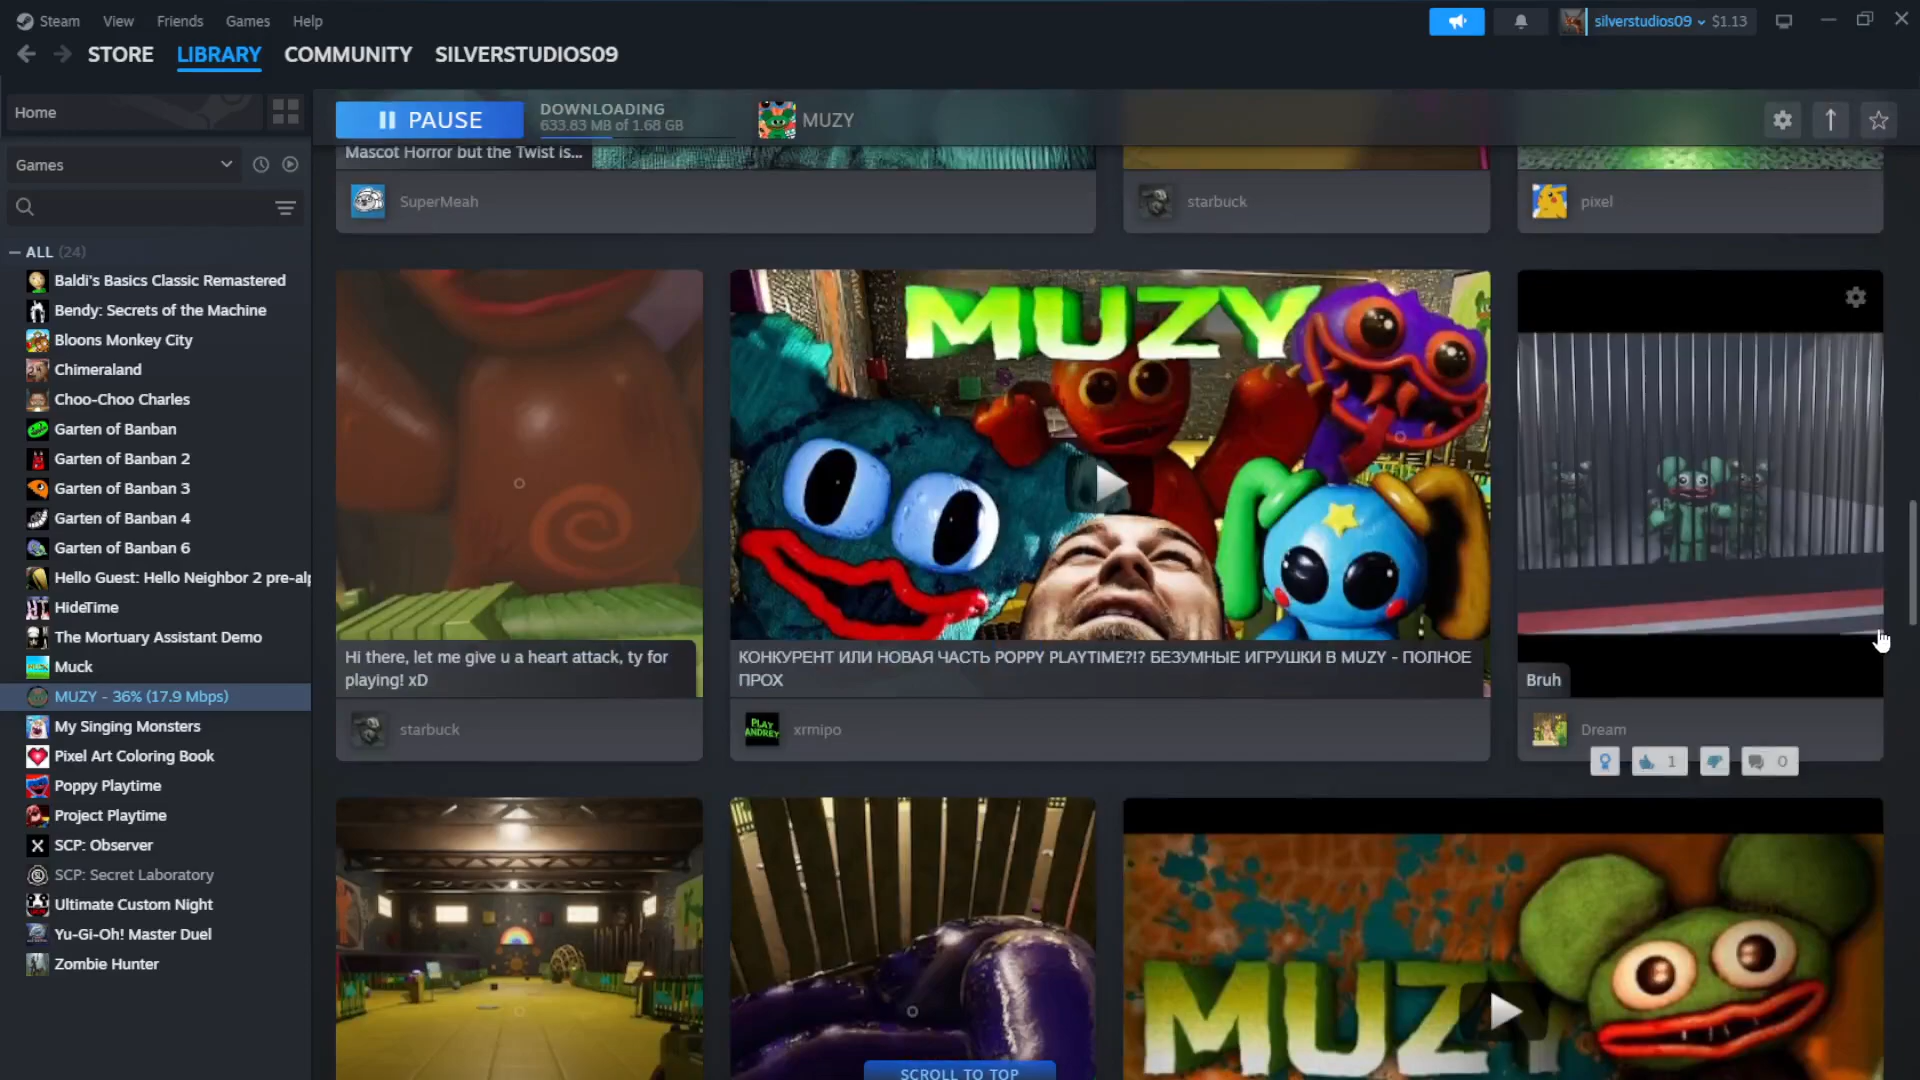 Steam View Friends Games Help
silverstudios09 $1.13
STORE LIBRARY COMMUNITY SILVERSTUDIOS09
Home
Games
ALL (24)
Baldi's Basics Classic Remastered
Bendy: Secrets of the Machine
Bloons Monkey City
Chimeraland
Choo-Choo Charles
Garten of Banban
Garten of Banban 2
Garten of Banban 3
Garten of Banban 4
Garten of Banban 6
Hello Guest: Hello Neighbor 2 pre-al
HideTime
The Mortuary Assistant Demo
Muck
MUZY - 36% (17.9 Mbps)
My Singing Monsters
Pixel Art Coloring Book
Poppy Playtime
Project Playtime
SCP: Observer
SCP: Secret Laboratory
Ultimate Custom Night
Yu-Gi-Oh! Master Duel
Zombie Hunter
PAUSE
DOWNLOADING
633.83 MB of 1.68 GB
MUZY
Mascot Horror but the Twist is...
SuperMeah
starbuck
pixel
Hi there, let me give u a heart attack, ty for
playing! xD
starbuck
MUZY
КОНКУРЕНТ ИЛИ НОВАЯ ЧАСТЬ POPPY PLAYTIME?!? БЕЗУМНЫЕ ИГРУШКИ В MUZY - ПОЛНОЕ
ПРОХ
PLAY
ANDREY
xrmipo
Bruh
Dream
1
0
MUZY
SCROLL TO TOP